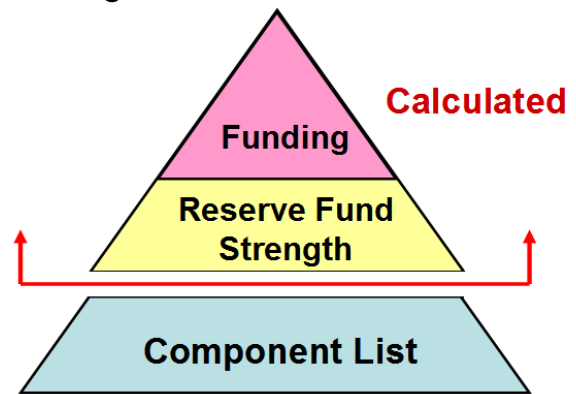 Calculated
Funding
Reserve Fund
Strength
Component List